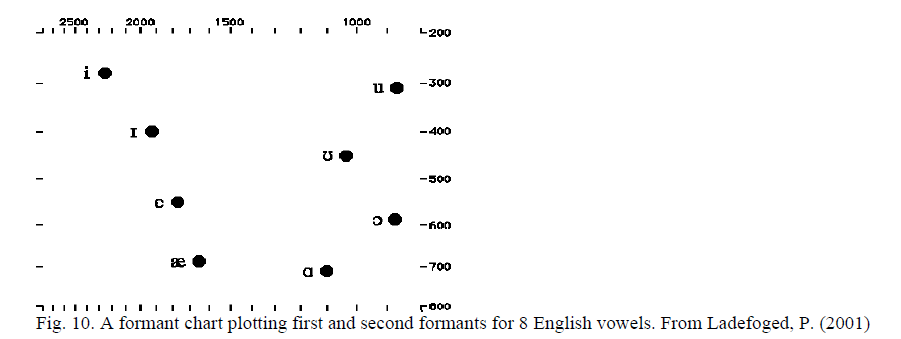 2500 2000 1500 1000
200
i
u 300
ɪ 400
ʊ
500
ɛ
ɔ 600
æ ɑ 700
800
Fig. 10. A formant chart plotting first and second formants for 8 English vowels. From Ladefoged, P. (2001)